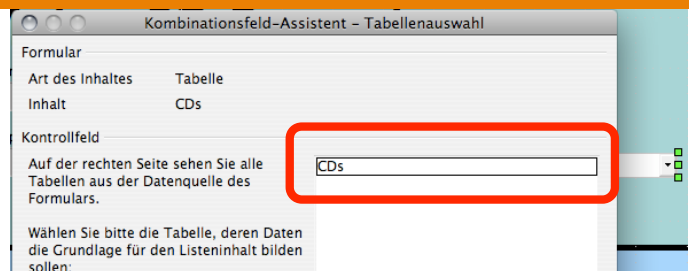 Kombinationsfeld-Assistent – Tabellenauswahl
Formular
Art des Inhaltes Tabelle
Inhalt CDs
Kontrollfeld
Auf der rechten Seite sehen Sie alle
Tabellen aus der Datenquelle des
Formulars.
CDs
Wählen Sie bitte die Tabelle, deren Daten
die Grundlage für den Listeninhalt bilden
sollen: